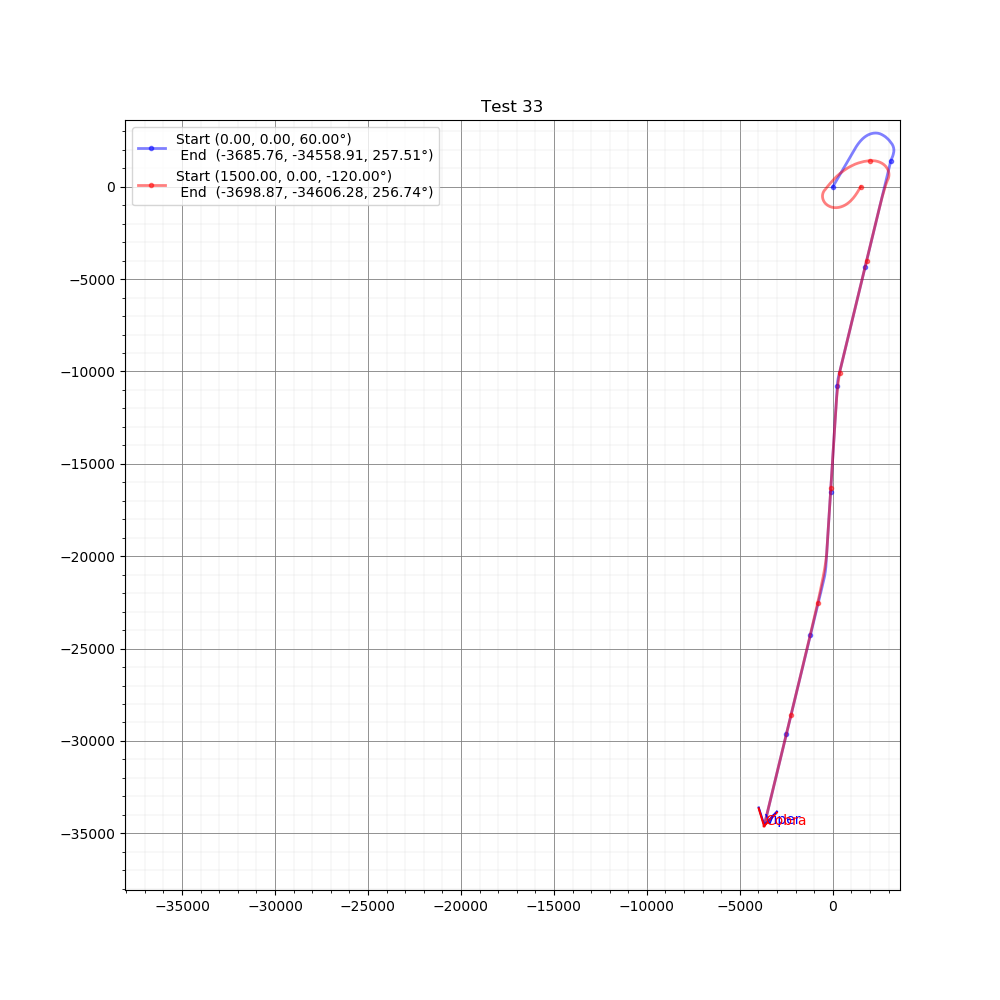 Test 33
Start (0.00, 0.00, 60.00°)
End (-3685.76, -34558.91, 257.51°)
Start (1500.00, 0.00, -120.00°)
End (-3698.87, -34606.28, 256.74°)
0
−5000
−10000
−15000
−20000
−25000
−30000
−35000
−35000 −30000 −25000 −20000 −15000 −10000 −5000 0